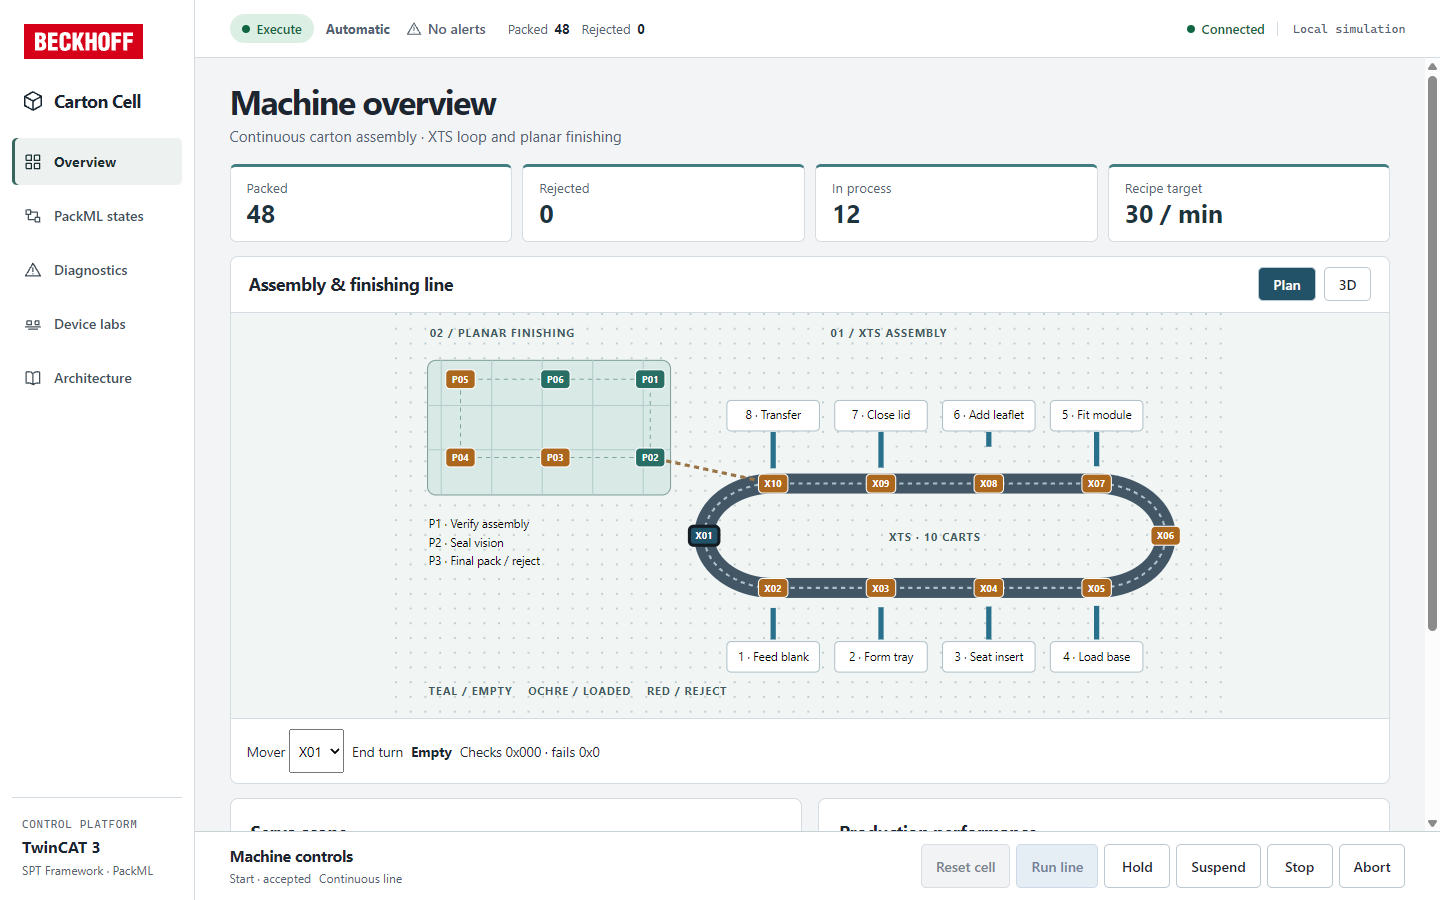 BECKHOFF
Carton Cell
Overview
PackML states
Diagnostics
Device labs
Architecture
CONTROL PLATFORM
TwinCAT 3
SPT Framework · PackML
Execute Automatic No alerts Packed 48 Rejected 0 Connected Local simulation
Machine overview
Continuous carton assembly · XTS loop and planar finishing
Packed
48
Rejected
0
In process
12
Recipe target
30 / min
Assembly & finishing line
Plan 3D
02 / PLANAR FINISHING
01 / XTS ASSEMBLY
P05 P06 P01
P04 P03 P02
P1 · Verify assembly
P2 · Seal vision
P3 · Final pack / reject
8 · Transfer 7 · Close lid 6 · Add leaflet 5 · Fit module
X10 X09 X08 X07
X01 XTS · 10 CARTS X06
X02 X03 X04 X05
1 · Feed blank 2 · Form tray 3 · Seat insert 4 · Load base
TEAL / EMPTY OCHRE / LOADED RED / REJECT
Mover X01 End turn Empty Checks 0x000 · fails 0x0
Servo scope
Production performance
Machine controls
Start · accepted Continuous line
Reset cell Run line Hold Suspend Stop Abort